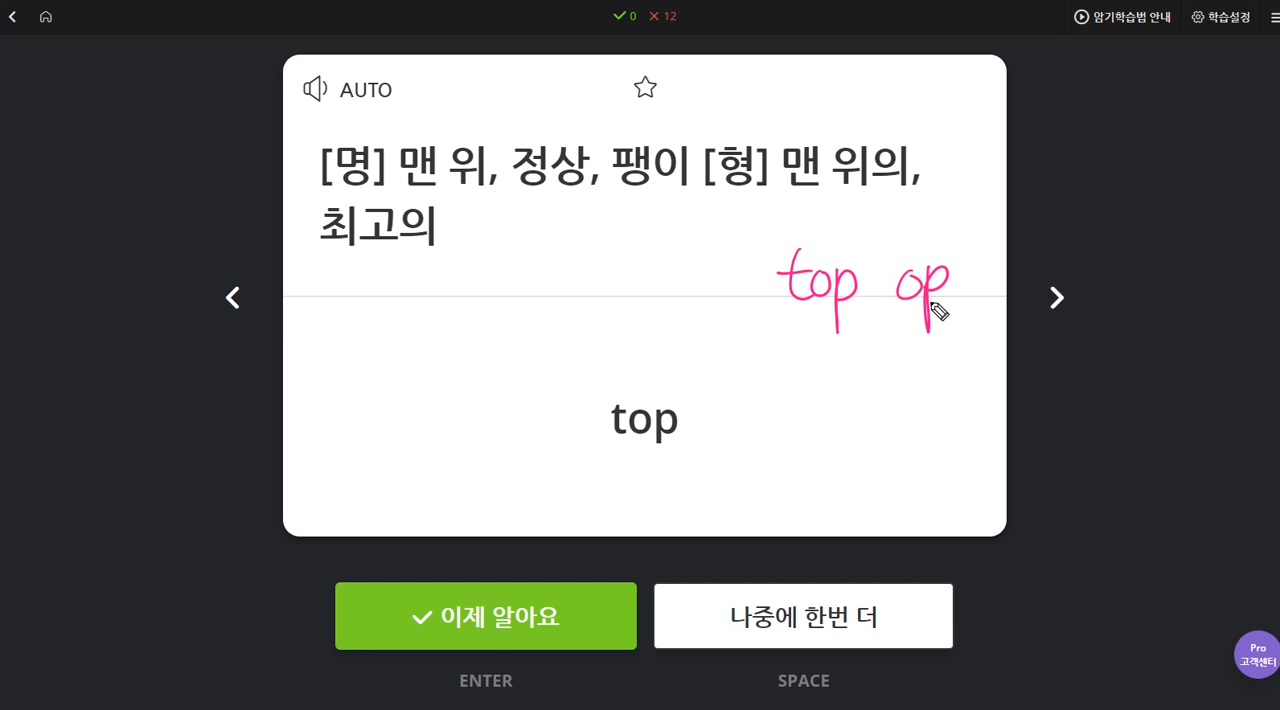 0 12 암기학습법 안내 학습설정
AUTO
[명] 맨 위, 정상, 팽이 [형] 맨 위의,
최고의
top op
top
이제 알아요 나중에 한번 더
ENTER SPACE
Pro
고객센터